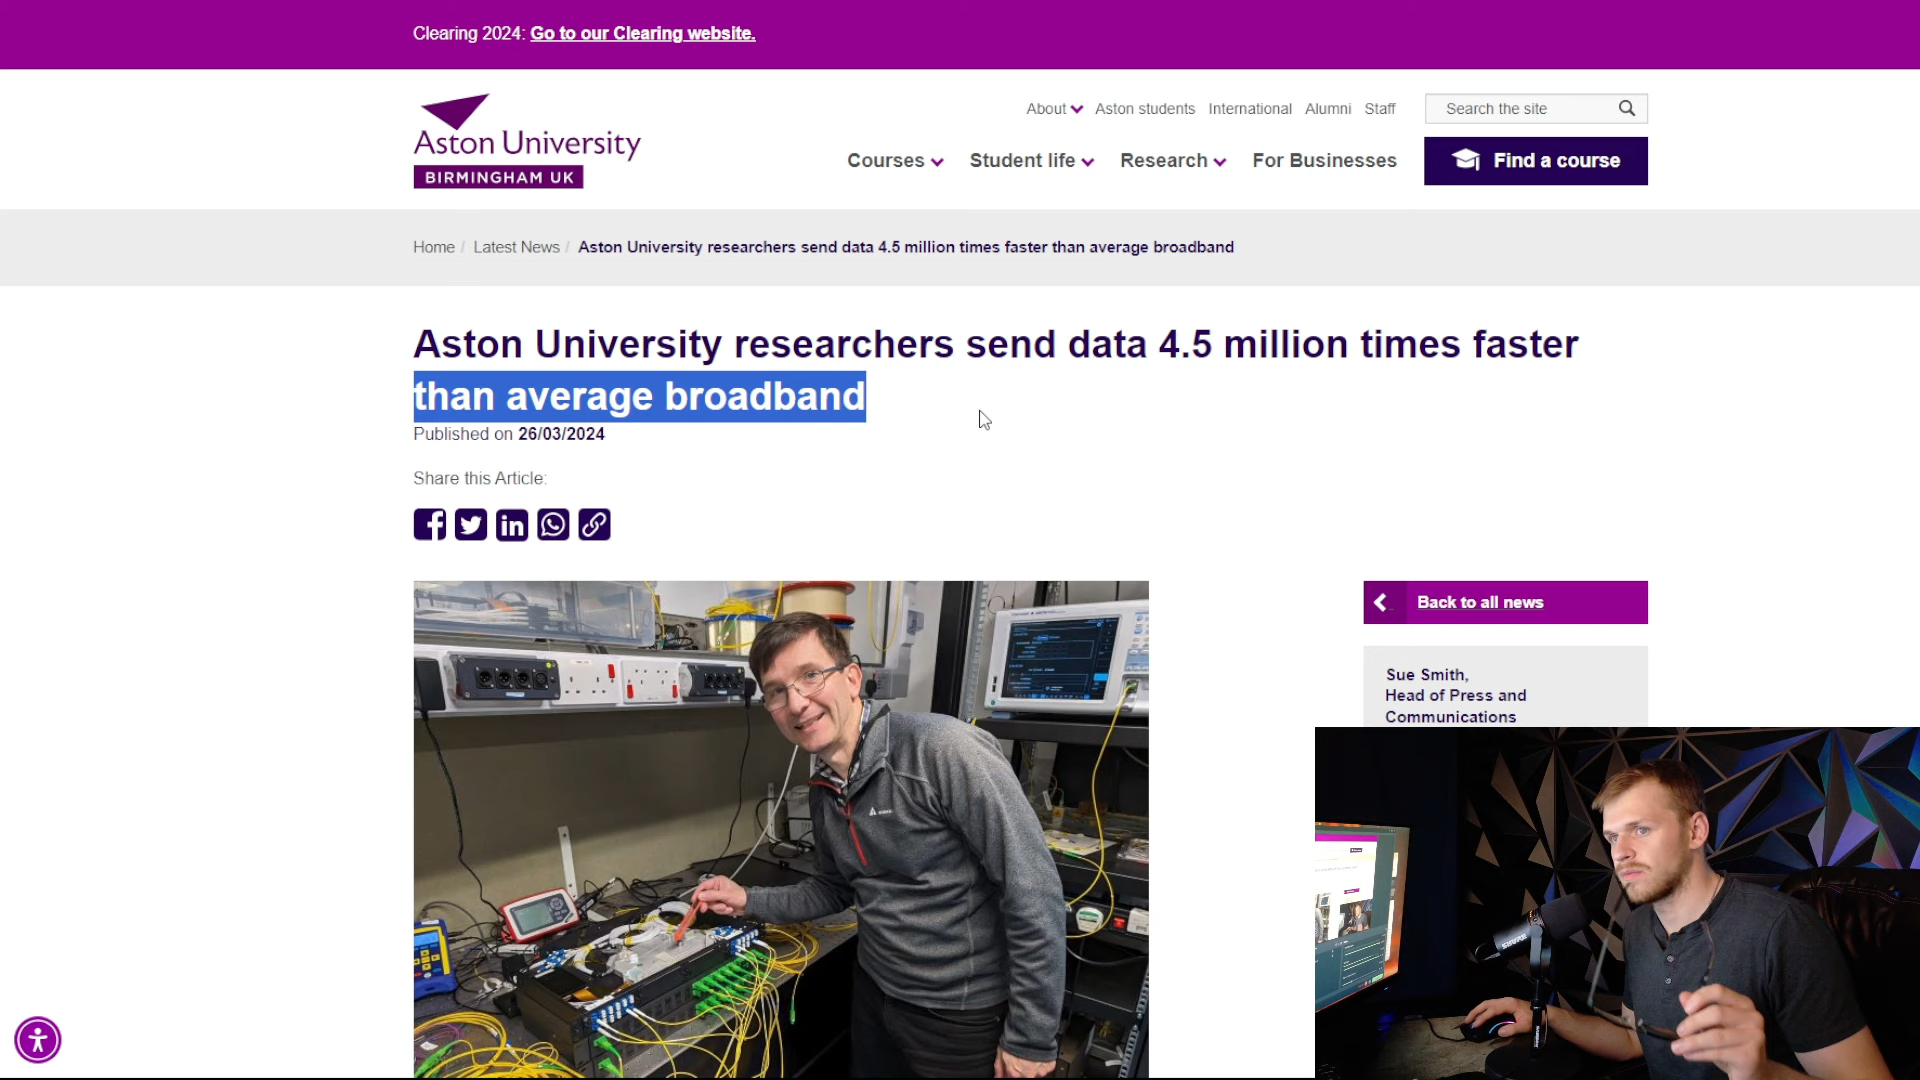 Clearing 2024: Go to our Clearing website.
Aston University
BIRMINGHAM UK
About Aston students International Alumni Staff
Search the site
Courses Student life Research For Businesses
Find a course
Home / Latest News / Aston University researchers send data 4.5 million times faster than average broadband
Aston University researchers send data 4.5 million times faster
than average broadband
Published on 26/03/2024
Share this Article:
Back to all news
Sue Smith,
Head of Press and
Communications
SHURE